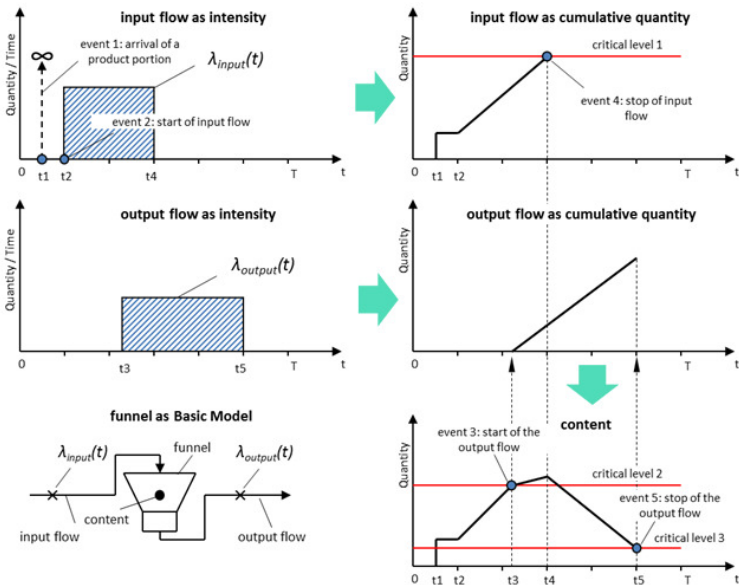 input flow as intensity
Quantity / Time
event 1: arrival of a
product portion
∞
λinput(t)
event 2: start of input flow
0
t1
t2
t4
T
t
input flow as cumulative quantity
Quantity
critical level 1
event 4: stop of input
flow
0
t1
t2
T
t
output flow as intensity
Quantity / Time
λoutput(t)
0
t3
t5
T
t
output flow as cumulative quantity
Quantity
0
T
t
funnel as Basic Model
λinput(t)
funnel
λoutput(t)
content
input flow
output flow
content
Quantity
event 3: start of the
output flow
critical level 2
event 5: stop of the
output flow
critical level 3
0
t1
t2
t3
t4
t5
T
t